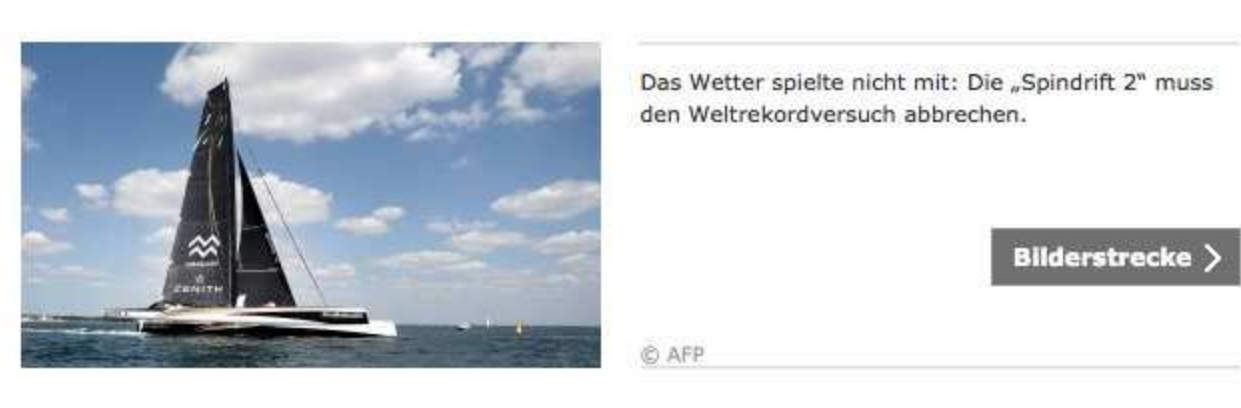 Das Wetter spielte nicht mit: Die „Spindrift 2“ muss
den Weltrekordversuch abbrechen.
Bilderstrecke
© AFP
ZENITH